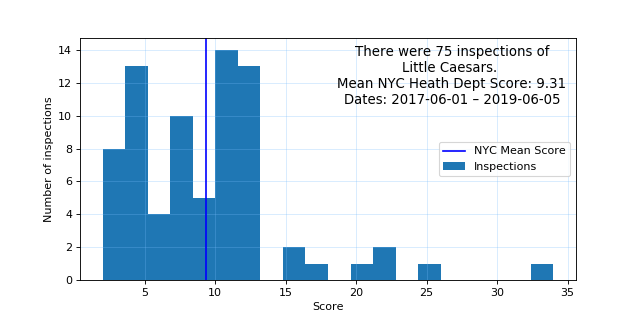 There were 75 inspections of
Little Caesars.
Mean NYC Heath Dept Score: 9.31
Dates: 2017-06-01 – 2019-06-05
NYC Mean Score
Inspections
Number of inspections
14
12
10
8
6
4
2
0
5 10 15 20 25 30 35
Score